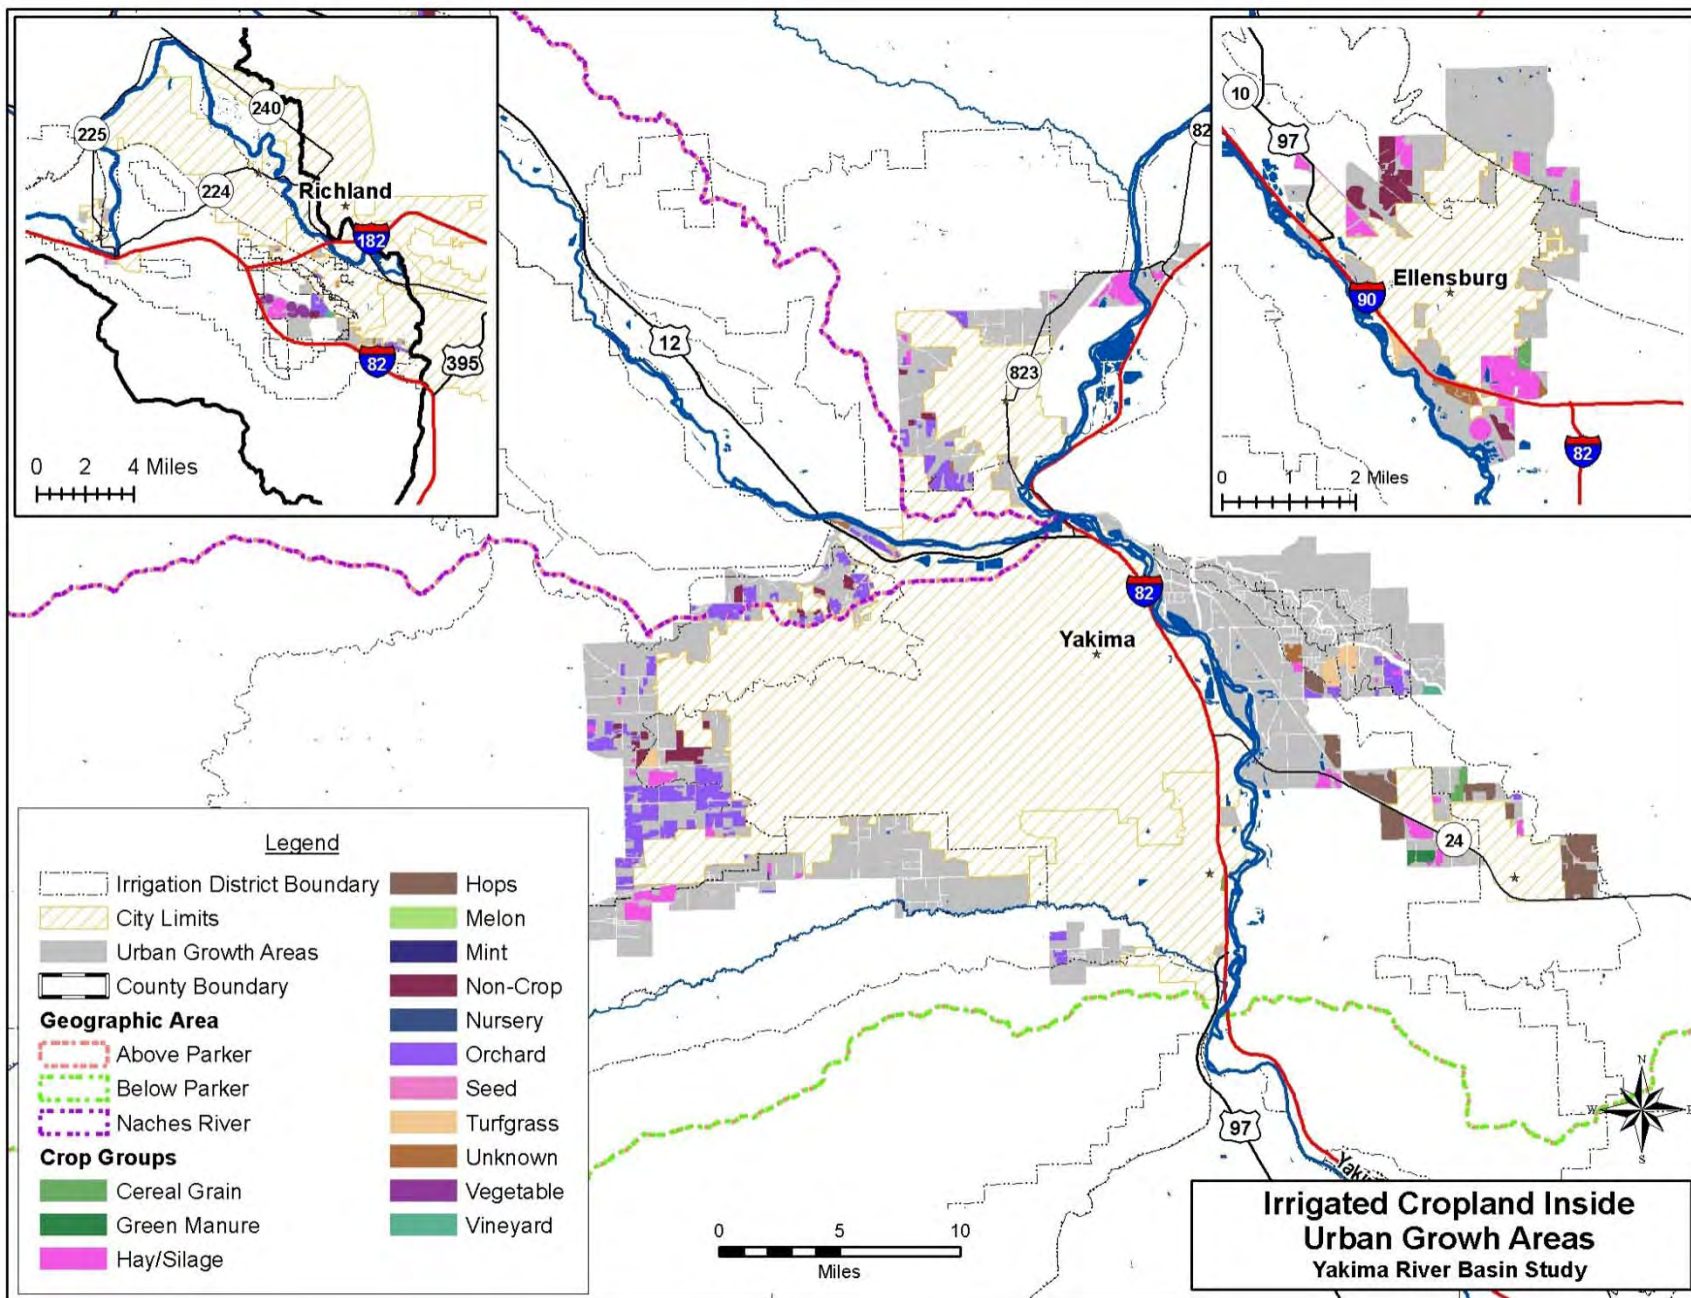 240
225
224
Richland
182
82
395
0 2 4 Miles
12
823
82
10
97
Ellensburg
90
82
0 1 2 Miles
82
Yakima
24
97
Legend
Irrigation District Boundary
City Limits
Urban Growth Areas
County Boundary
Geographic Area
Above Parker
Below Parker
Naches River
Crop Groups
Cereal Grain
Green Manure
Hay/Silage
Hops
Melon
Mint
Non-Crop
Nursery
Orchard
Seed
Turfgrass
Unknown
Vegetable
Vineyard
0 5 10
Miles
N
W
S
Irrigated Cropland Inside
Urban Growh Areas
Yakima River Basin Study